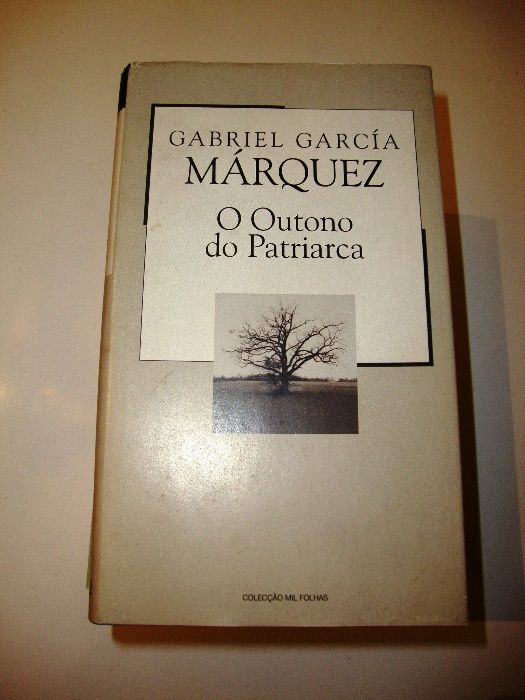 GABRIEL GARCÍA
MÁRQUEZ
O Outono
do Patriarca
COLECÇÃO MIL FOLHAS